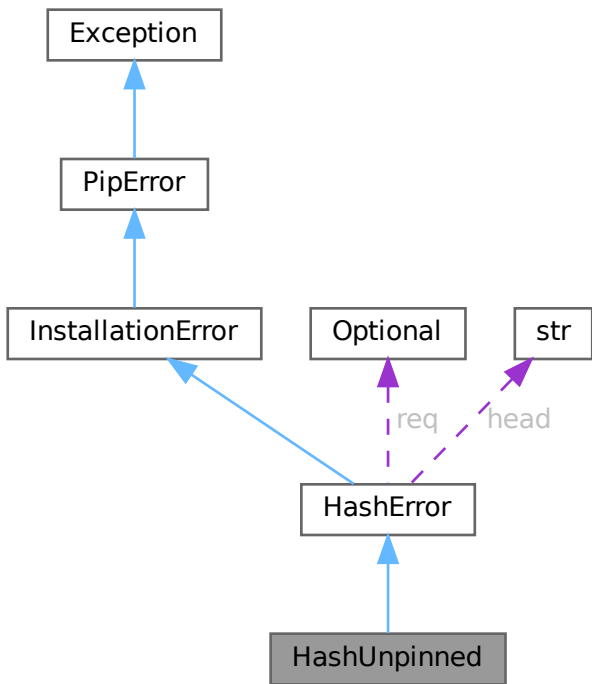 Exception
PipError
InstallationError
Optional
str
req
head
HashError
HashUnpinned